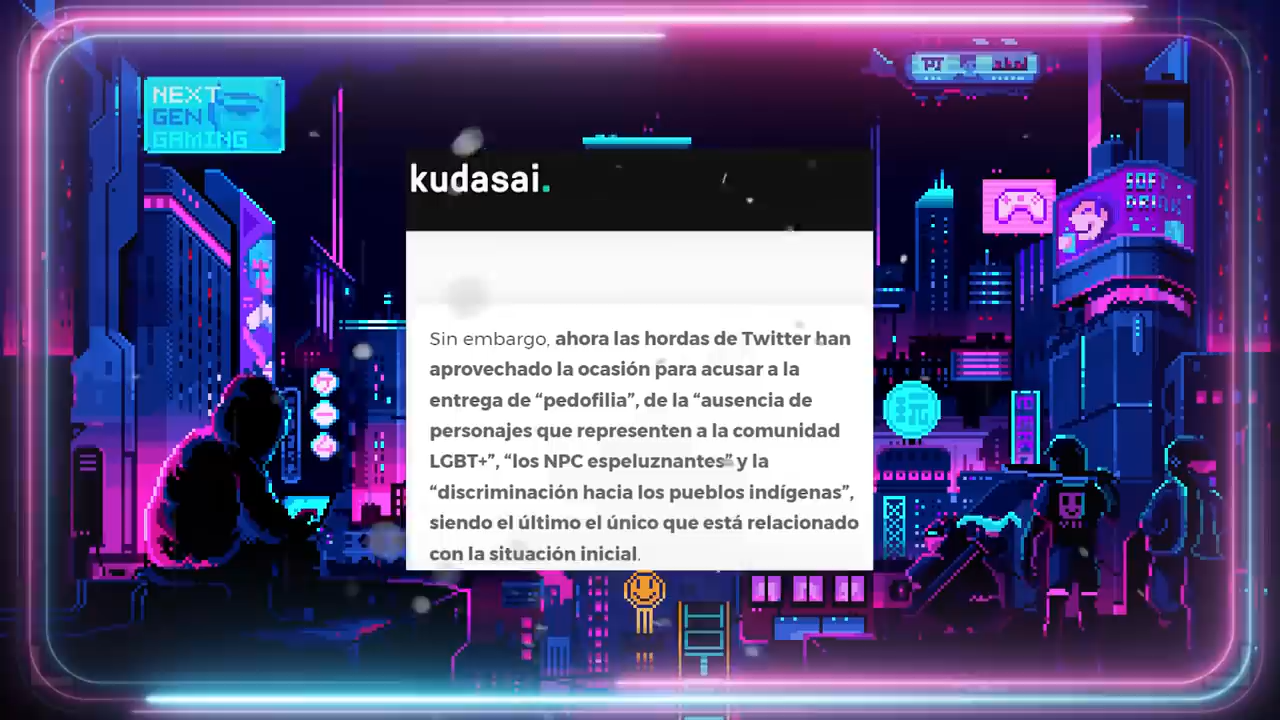 NEXT
GEN
GAMING
SOFT
DRINK
kudasai.
Sin embargo, ahora las hordas de Twitter han
aprovechado la ocasión para acusar a la
entrega de “pedofilia”, de la “ausencia de
personajes que representen a la comunidad
LGBT+”, “los NPC espeluznantes” y la
“discriminación hacia los pueblos indígenas”,
siendo el último el único que está relacionado
con la situación inicial.